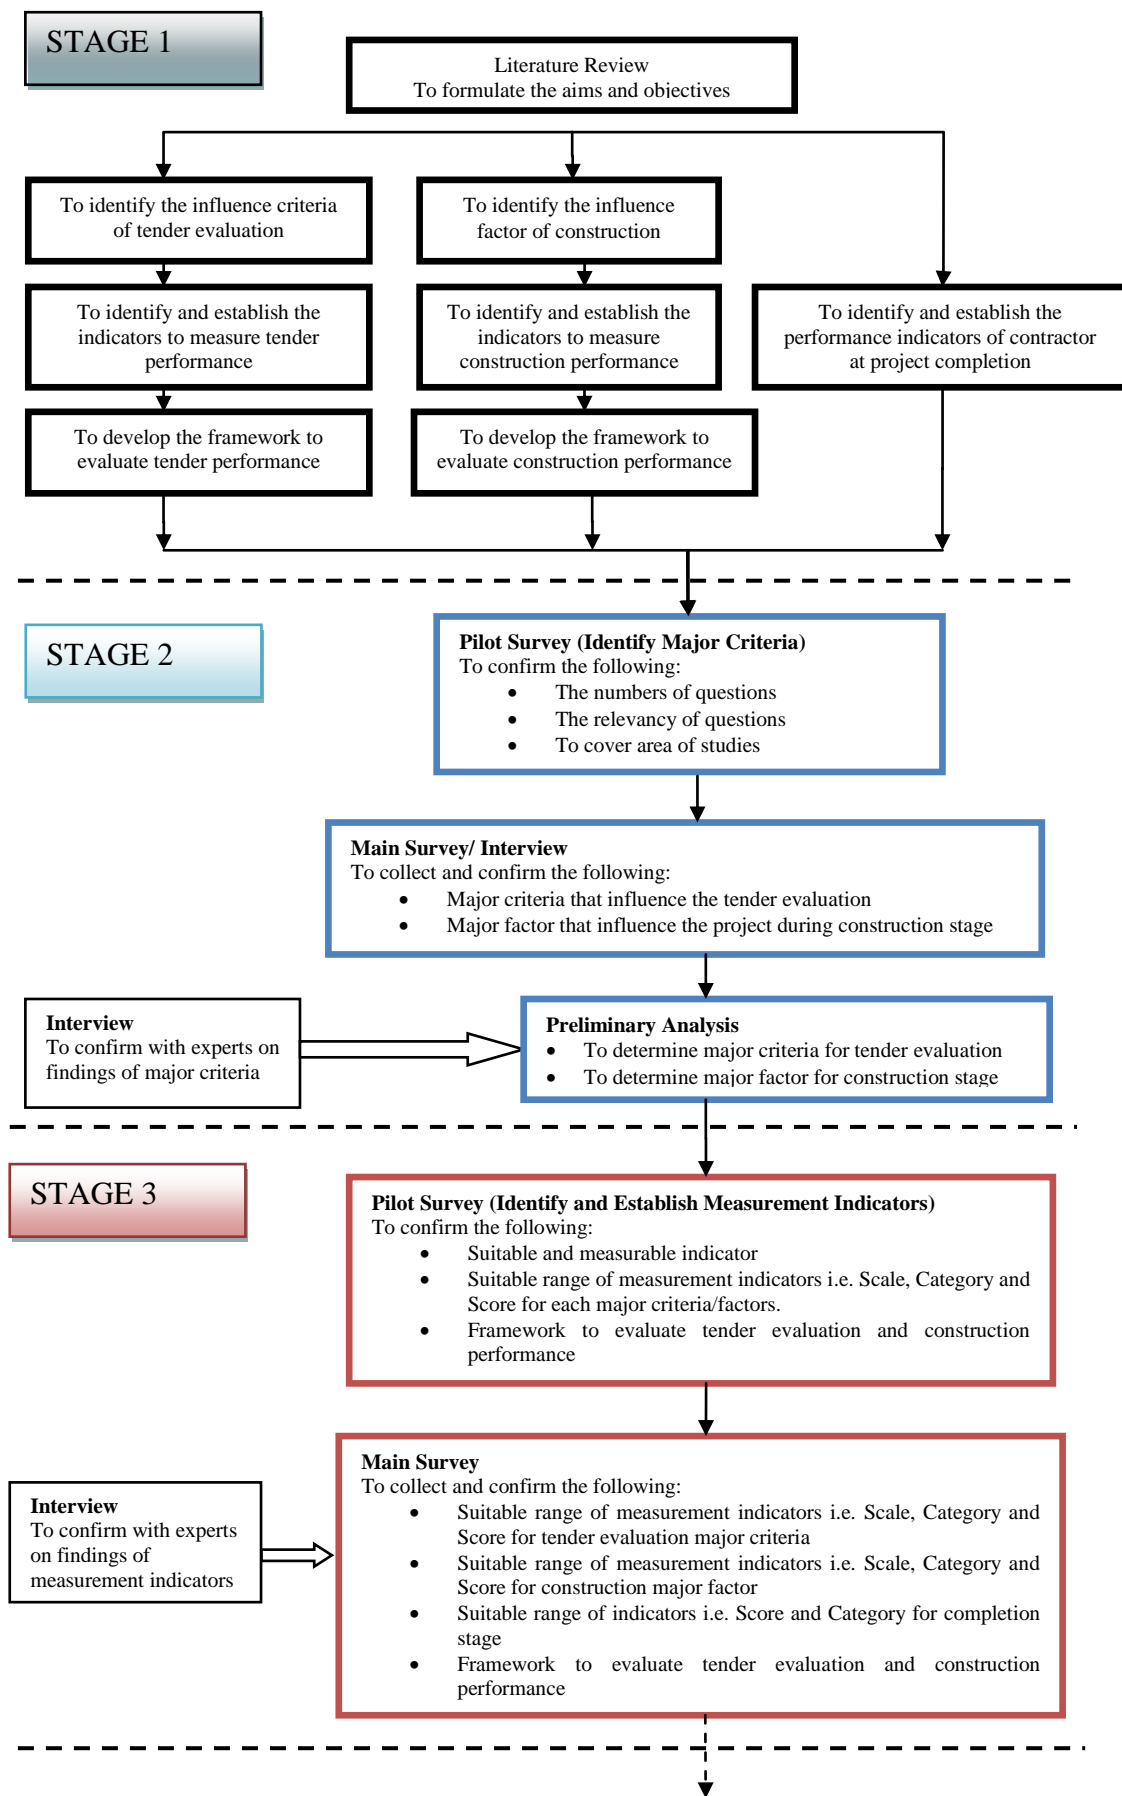 STAGE 1
Literature Review
To formulate the aims and objectives
To identify the influence criteria
of tender evaluation
To identify the influence
factor of construction
To identify and establish the
indicators to measure tender
performance
To identify and establish the
indicators to measure
construction performance
To identify and establish the
performance indicators of contractor
at project completion
To develop the framework to
evaluate tender performance
To develop the framework to
evaluate construction performance
STAGE 2
Pilot Survey (Identify Major Criteria)
To confirm the following:
• The numbers of questions
• The relevancy of questions
• To cover area of studies
Main Survey/ Interview
To collect and confirm the following:
• Major criteria that influence the tender evaluation
• Major factor that influence the project during construction stage
Interview
To confirm with experts on
findings of major criteria
Preliminary Analysis
• To determine major criteria for tender evaluation
• To determine major factor for construction stage
STAGE 3
Pilot Survey (Identify and Establish Measurement Indicators)
To confirm the following:
• Suitable and measurable indicator
• Suitable range of measurement indicators i.e. Scale, Category and
Score for each major criteria/factors.
• Framework to evaluate tender evaluation and construction
performance
Interview
To confirm with experts
on findings of
measurement indicators
Main Survey
To collect and confirm the following:
• Suitable range of measurement indicators i.e. Scale, Category and
Score for tender evaluation major criteria
• Suitable range of measurement indicators i.e. Scale, Category and
Score for construction major factor
• Suitable range of indicators i.e. Score and Category for completion
stage
• Framework to evaluate tender evaluation and construction
performance